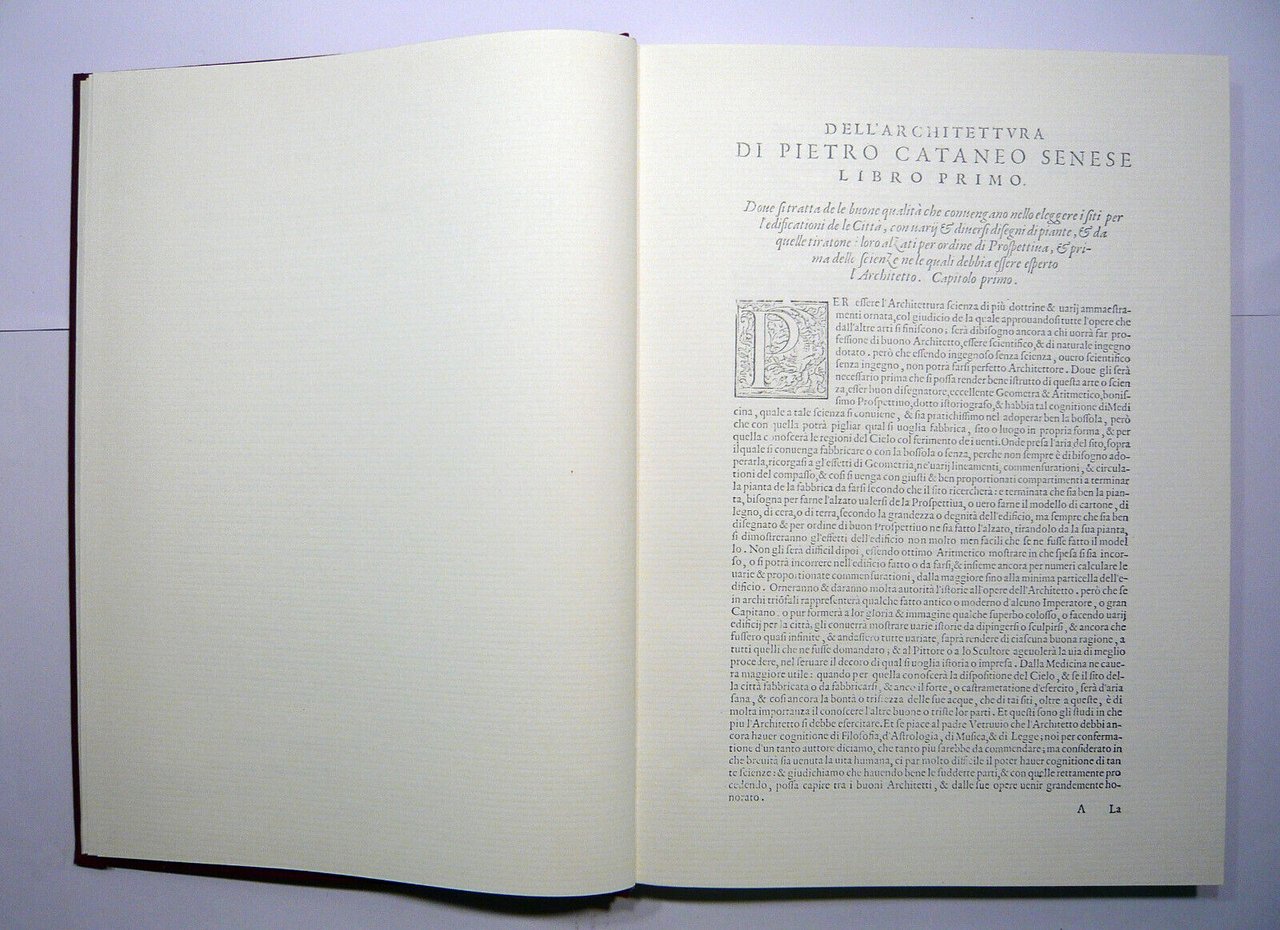 DELL'ARCHITETTVRA
DI PIETRO CATANEO SENESE
LIBRO PRIMO.
Doue si tratta de le buone qualità che conuengano nello eleggere i siti per
l'edificationi de le Città, con uarij & diuersi disegni di piante, & da
quelle tiratone i loro alzati per ordine di Prospettiua, & pri-
ma delle scienze ne le quali debbia essere esperto
l'Architetto. Capitolo primo.
PER essere l'Architettura scienza di più dottrine & uarij ammaestra-
menti ornata, col giudicio de la quale approuandosi tutte l'opere che
dall'altre arti si finiscono; serà dibisogno ancora a chi uorrà far pro-
fessione di buono Architetto, essere scientifico, & di naturale ingegno
dotato. però che essendo ingegnoso senza scienza, ouero scientifico
senza ingegno, non potrà farsi perfetto Architettore. Doue gli serà
necessario prima che si possa render bene istrutto di questa arte o scien
za, esser buon disegnatore, eccellente Geometra & Aritmetico, bonis-
simo Prospettiuo, dotto istoriografo, & habbia tal cognitione di Medi
cina, quale a tale scienza si conuiene, & sia pratichissimo nel adoperar ben la bossola, però
che con quella potrà pigliar qual si uoglia fabbrica, sito o luogo in propria forma, & per
quella conoscerà le regioni del Cielo col ferimento de i uenti. Onde presa l'aria del sito, sopra
il quale si conuenga fabbricare o con la bossola o senza, perche non sempre è di bisogno ado-
perarla, ricorgasi a gl'effetti di Geometria, ne'uarij lineamenti, commensurationi, & circula-
tioni del compasso, & così si uenga con giusti & ben proportionati compartimenti a terminar
la pianta de la fabbrica da farsi secondo che il sito ricercherà: e terminata che sia ben la pian-
ta, bisogna per farne l'alzato ualersi de la Prospettiua, o uero farne il modello di cartone, di
legno, di cera, o di terra, secondo la grandezza o degnità dell'edificio, ma sempre che sia ben
disegnato & per ordine di buon Prospettiuo ne sia fatto l'alzato, tirandolo da la sua pianta,
si dimostreranno gl'effetti dell'edificio non molto men facili che se ne fusse fatto il model
lo. Non gli serà difficil dipoi, essendo ottimo Aritmetico mostrare in che spesa si sia incor-
so, o si potrà incorrere nell'edificio fatto o da farsi, & insieme ancora per numeri calculare le
uarie & proportionate commensurationi, dalla maggiore fino alla minima particella dell'e-
dificio. Orneranno & daranno molta autorità l'istorie all'opere dell'Architetto. però che se
in archi triõfali rappresenterà qualche fatto antico o moderno d'alcuno Imperatore, o gran
Capitano. o pur formerà a lor gloria & immagine qualche superbo colosso, o facendo uarij
edificij per la città; gli conuerrà mostrare uarie istorie da dipingersi o sculpirsi, & ancora che
fussero quasi infinite, & andassero tutte uariate, saprà rendere di ciascuna buona ragione, a
tutti quelli che ne fusse domandato; & al Pittore o a lo Scultore ageuolerà la uia di meglio
procedere, nel seruare il decoro di qual si uoglia istoria o impresa. Dalla Medicina ne caue-
ra maggiore utile: quando per quella conoscerà la dispositione del Cielo, & se il sito del-
la città fabbricata o da fabbricarsi, & anco il forte, o castrametatione d'esercito, serà d'aria
sana, & così ancora la bontà o tristezza delle sue acque, che di tai siti, oltre a queste, è di
molta importanza il conoscere l'altre buone o triste lor parti. Et questi sono gli studi in che
piu l'Architetto si debbe esercitare. Et se piace al padre Vetruuio che l'Architetto debbi an-
cora hauer cognitione di Filosofia, d'Astrologia, di Musica, & di Legge; noi per conferma-
tione d'un tanto auttore diciamo, che tanto piu sarebbe da commendare; ma considerato in
che breuità sia uenuta la uita humana, ci par molto difficile il poter hauer cognitione di tan
te scienze: & giudichiamo che hauendo bene le suddette parti, & con quelle rettamente pro
cedendo, possa capire tra i buoni Architetti, & dalle sue opere uenir grandemente ho-
norato.
A La